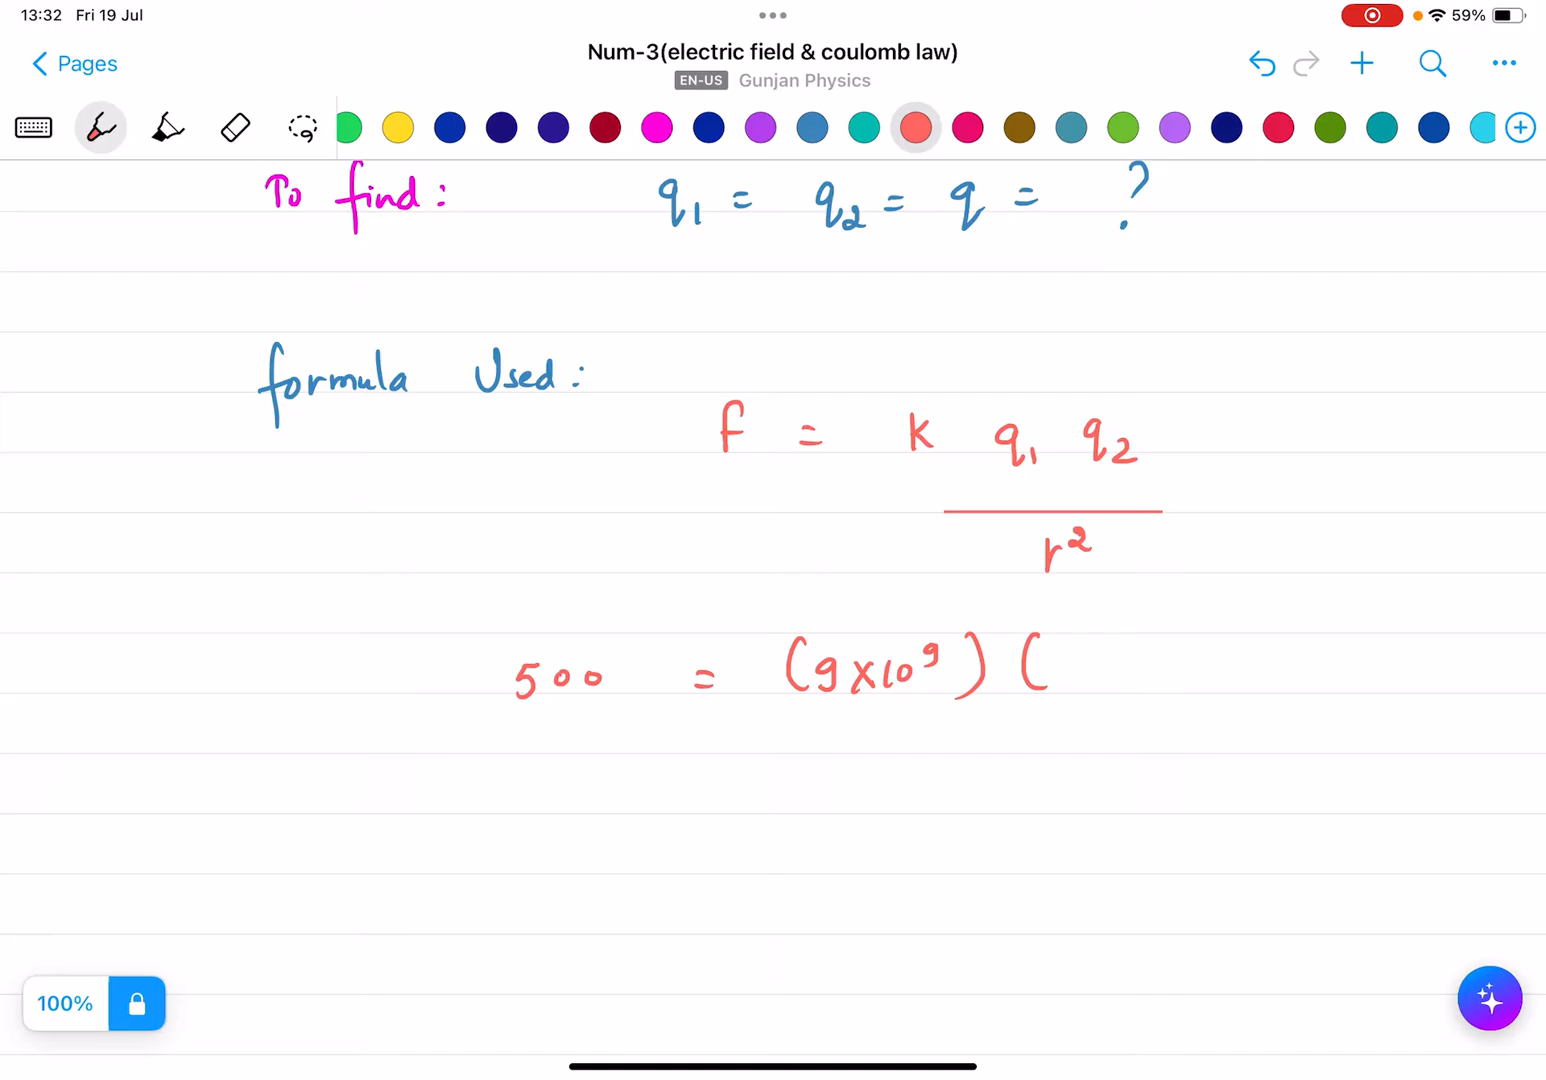 13:32 Fri 19 Jul
59%
Pages
Num-3(electric field & coulomb law)
EN-US Gunjan Physics
To find: q₁ = q₂ = q = ?
formula Used:
F = k q₁ q₂
r²
500 = (9×10⁹) (
100%